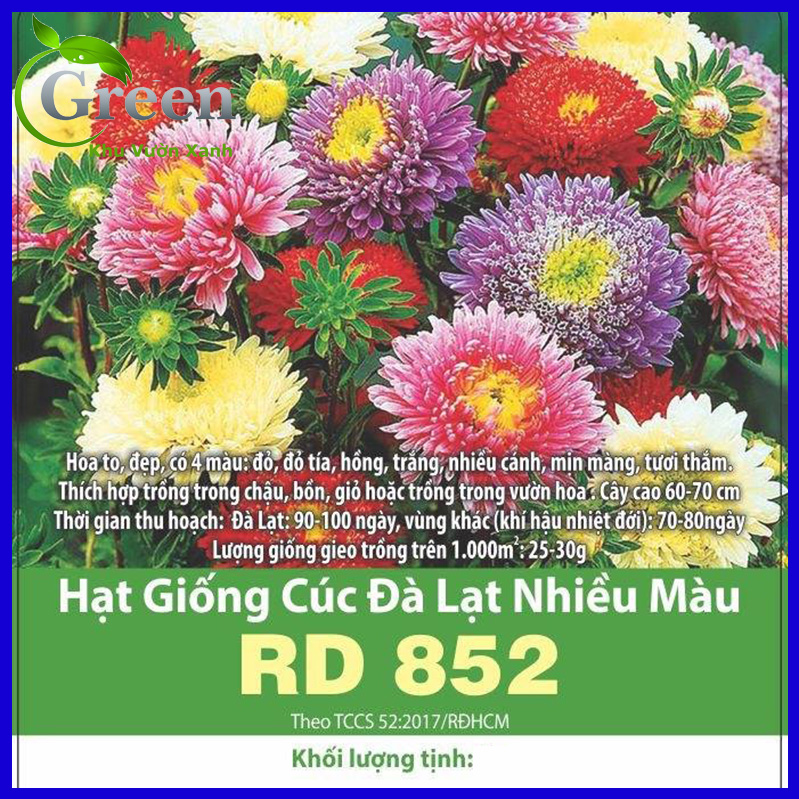 Green
Khu Vườn Xanh
Hoa to, đẹp, có 4 màu: đỏ, đỏ tía, hồng, trắng, nhiều cánh, mịn màng, tươi thắm.
Thích hợp trồng trong chậu, bồn, giỏ hoặc trồng trong vườn hoa . Cây cao 60-70 cm
Thời gian thu hoạch: Đà Lạt: 90-100 ngày, vùng khác (khí hậu nhiệt đới): 70-80ngày
Lượng giống gieo trồng trên 1.000m²: 25-30g
Hạt Giống Cúc Đà Lạt Nhiều Màu
RD 852
Theo TCCS 52:2017/RĐHCM
Khối lượng tịnh: